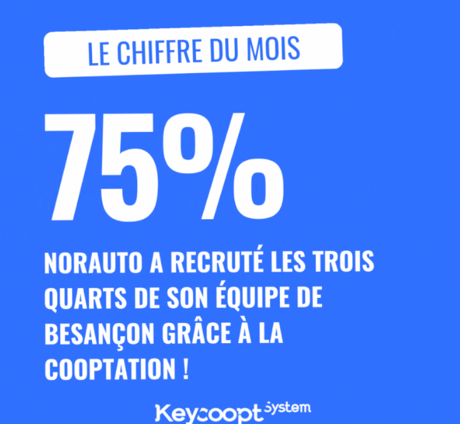 LE CHIFFRE DU MOIS
75%
NORAUTO A RECRUTÉ LES TROIS
QUARTS DE SON ÉQUIPE DE
BESANÇON GRÂCE À LA
COOPTATION !
Keycoopt System